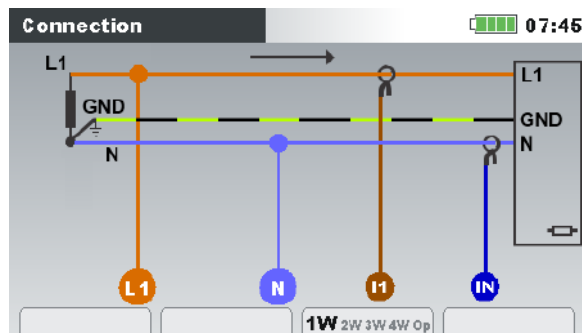 Connection 07:45
L1
L1
GND
GND
N
N
L1 N I1 IN
1W 2W 3W 4W Op